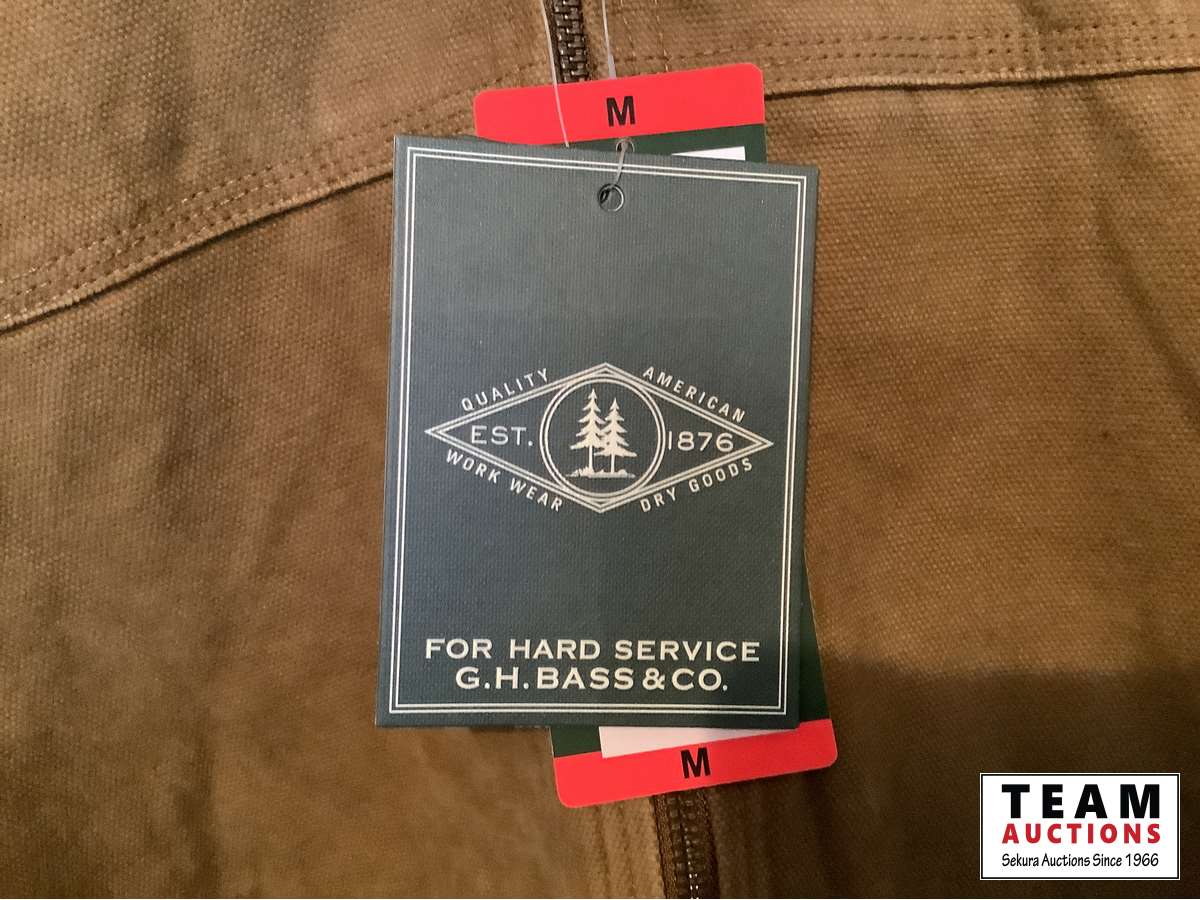 M
QUALITY AMERICAN
EST. 1876
WORK WEAR DRY GOODS
FOR HARD SERVICE
G.H. BASS & CO.
M
TEAM
AUCTIONS
Sekura Auctions Since 1966